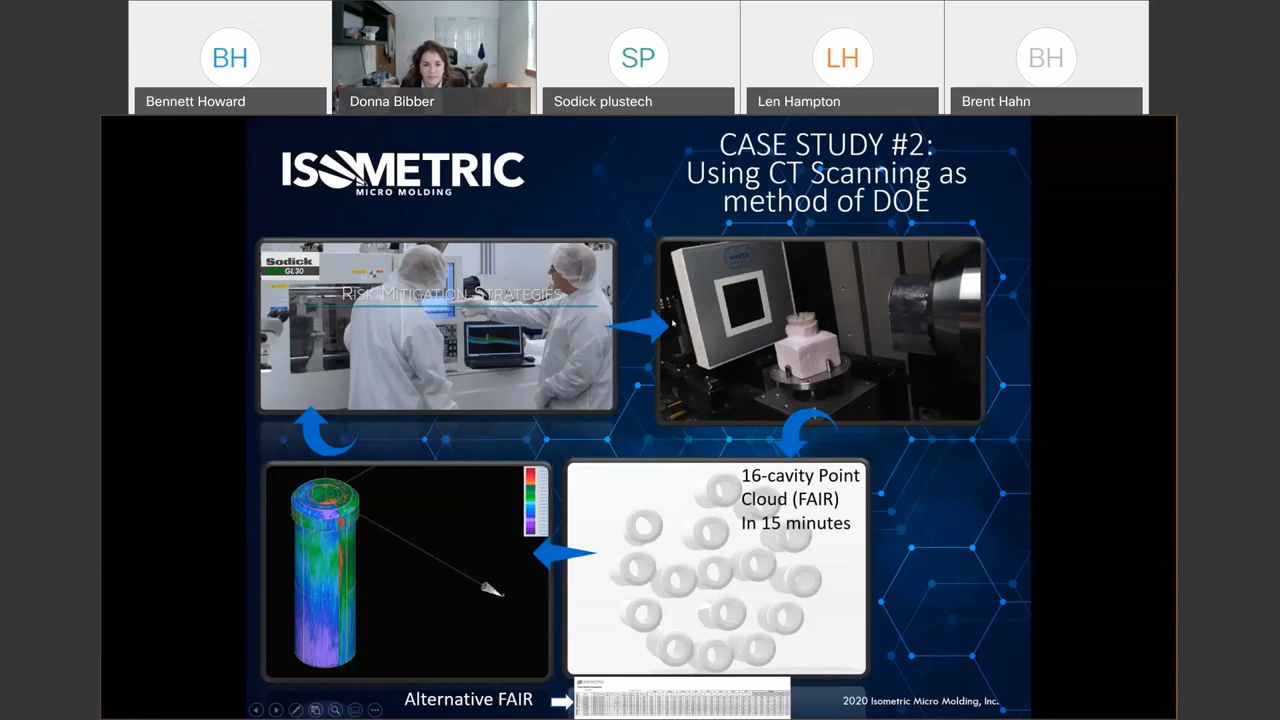 BH
SP
LH
BH
Bennett Howard
Donna Bibber
Sodick plustech
Len Hampton
Brent Hahn
ISOMETRIC
MICRO MOLDING
CASE STUDY #2:
Using CT Scanning as
method of DOE
Sodick
GL30
RISK MITIGATION STRATEGIES
16-cavity Point
Cloud (FAIR)
In 15 minutes
Alternative FAIR
2020 Isometric Micro Molding, Inc.